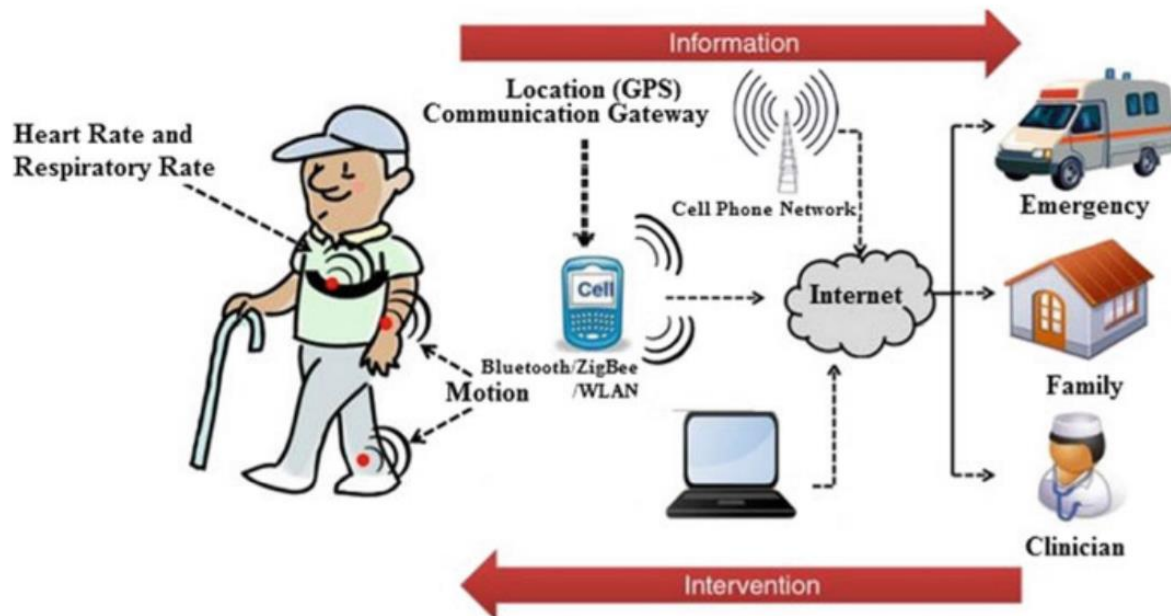 Information
Location (GPS)
Communication Gateway
Heart Rate and
Respiratory Rate
Cell Phone Network
Emergency
Cell
Internet
Bluetooth/ZigBee
/WLAN
Motion
Family
Clinician
Intervention